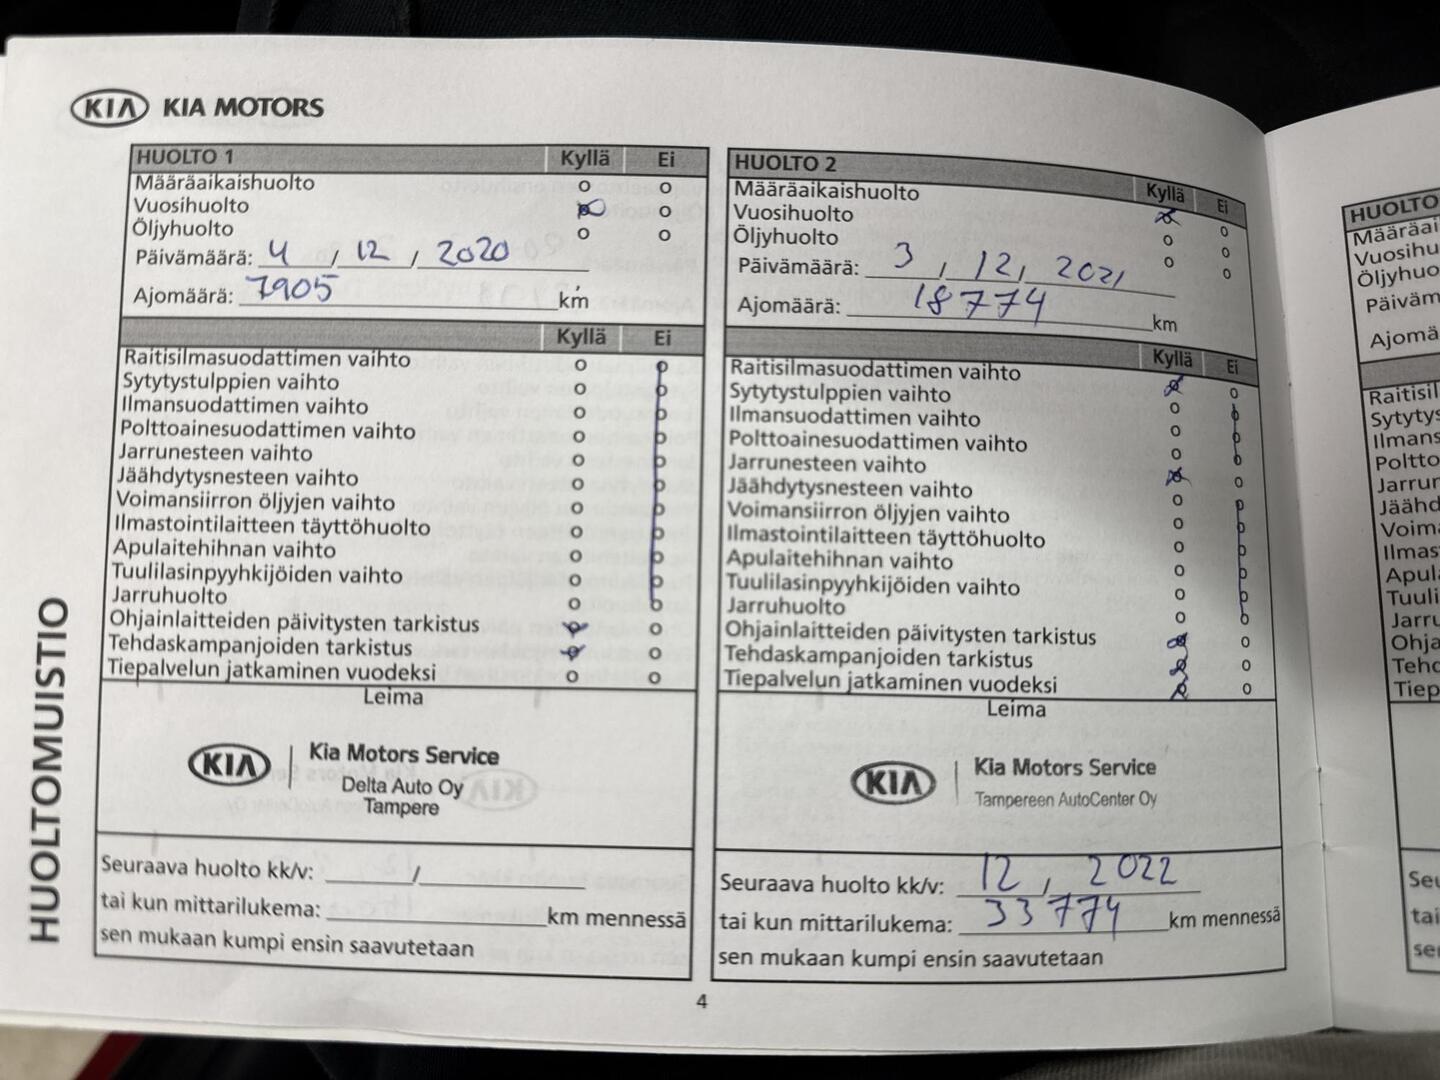 KIA KIA MOTORS
HUOLTO 1 Kyllä Ei
Määräaikaishuolto
Vuosihuolto
Öljyhuolto
Päivämäärä: 4 / 12 / 2020
Ajomäärä: 7905 km
Kyllä Ei
Raitisilmasuodattimen vaihto
Sytytystulppien vaihto
Ilmansuodattimen vaihto
Polttoainesuodattimen vaihto
Jarrunesteen vaihto
Jäähdytysnesteen vaihto
Voimansiirron öljyjen vaihto
Ilmastointilaitteen täyttöhuolto
Apulaitehihnan vaihto
Tuulilasinpyyhkijöiden vaihto
Jarruhuolto
Ohjainlaitteiden päivitysten tarkistus
Tehdaskampanjoiden tarkistus
Tiepalvelun jatkaminen vuodeksi
Leima
KIA Kia Motors Service
Delta Auto Oy
Tampere
Seuraava huolto kk/v: /
tai kun mittarilukema: km mennessä
sen mukaan kumpi ensin saavutetaan
HUOLTO 2 Kyllä Ei
Määräaikaishuolto
Vuosihuolto
Öljyhuolto
Päivämäärä: 3 / 12 / 2021
Ajomäärä: 18774 km
Kyllä Ei
Raitisilmasuodattimen vaihto
Sytytystulppien vaihto
Ilmansuodattimen vaihto
Polttoainesuodattimen vaihto
Jarrunesteen vaihto
Jäähdytysnesteen vaihto
Voimansiirron öljyjen vaihto
Ilmastointilaitteen täyttöhuolto
Apulaitehihnan vaihto
Tuulilasinpyyhkijöiden vaihto
Jarruhuolto
Ohjainlaitteiden päivitysten tarkistus
Tehdaskampanjoiden tarkistus
Tiepalvelun jatkaminen vuodeksi
Leima
KIA Kia Motors Service
Tampereen AutoCenter Oy
Seuraava huolto kk/v: 12 / 2022
tai kun mittarilukema: 33774 km mennessä
sen mukaan kumpi ensin saavutetaan
HUOLTOMUISTIO
4
HUOLTO